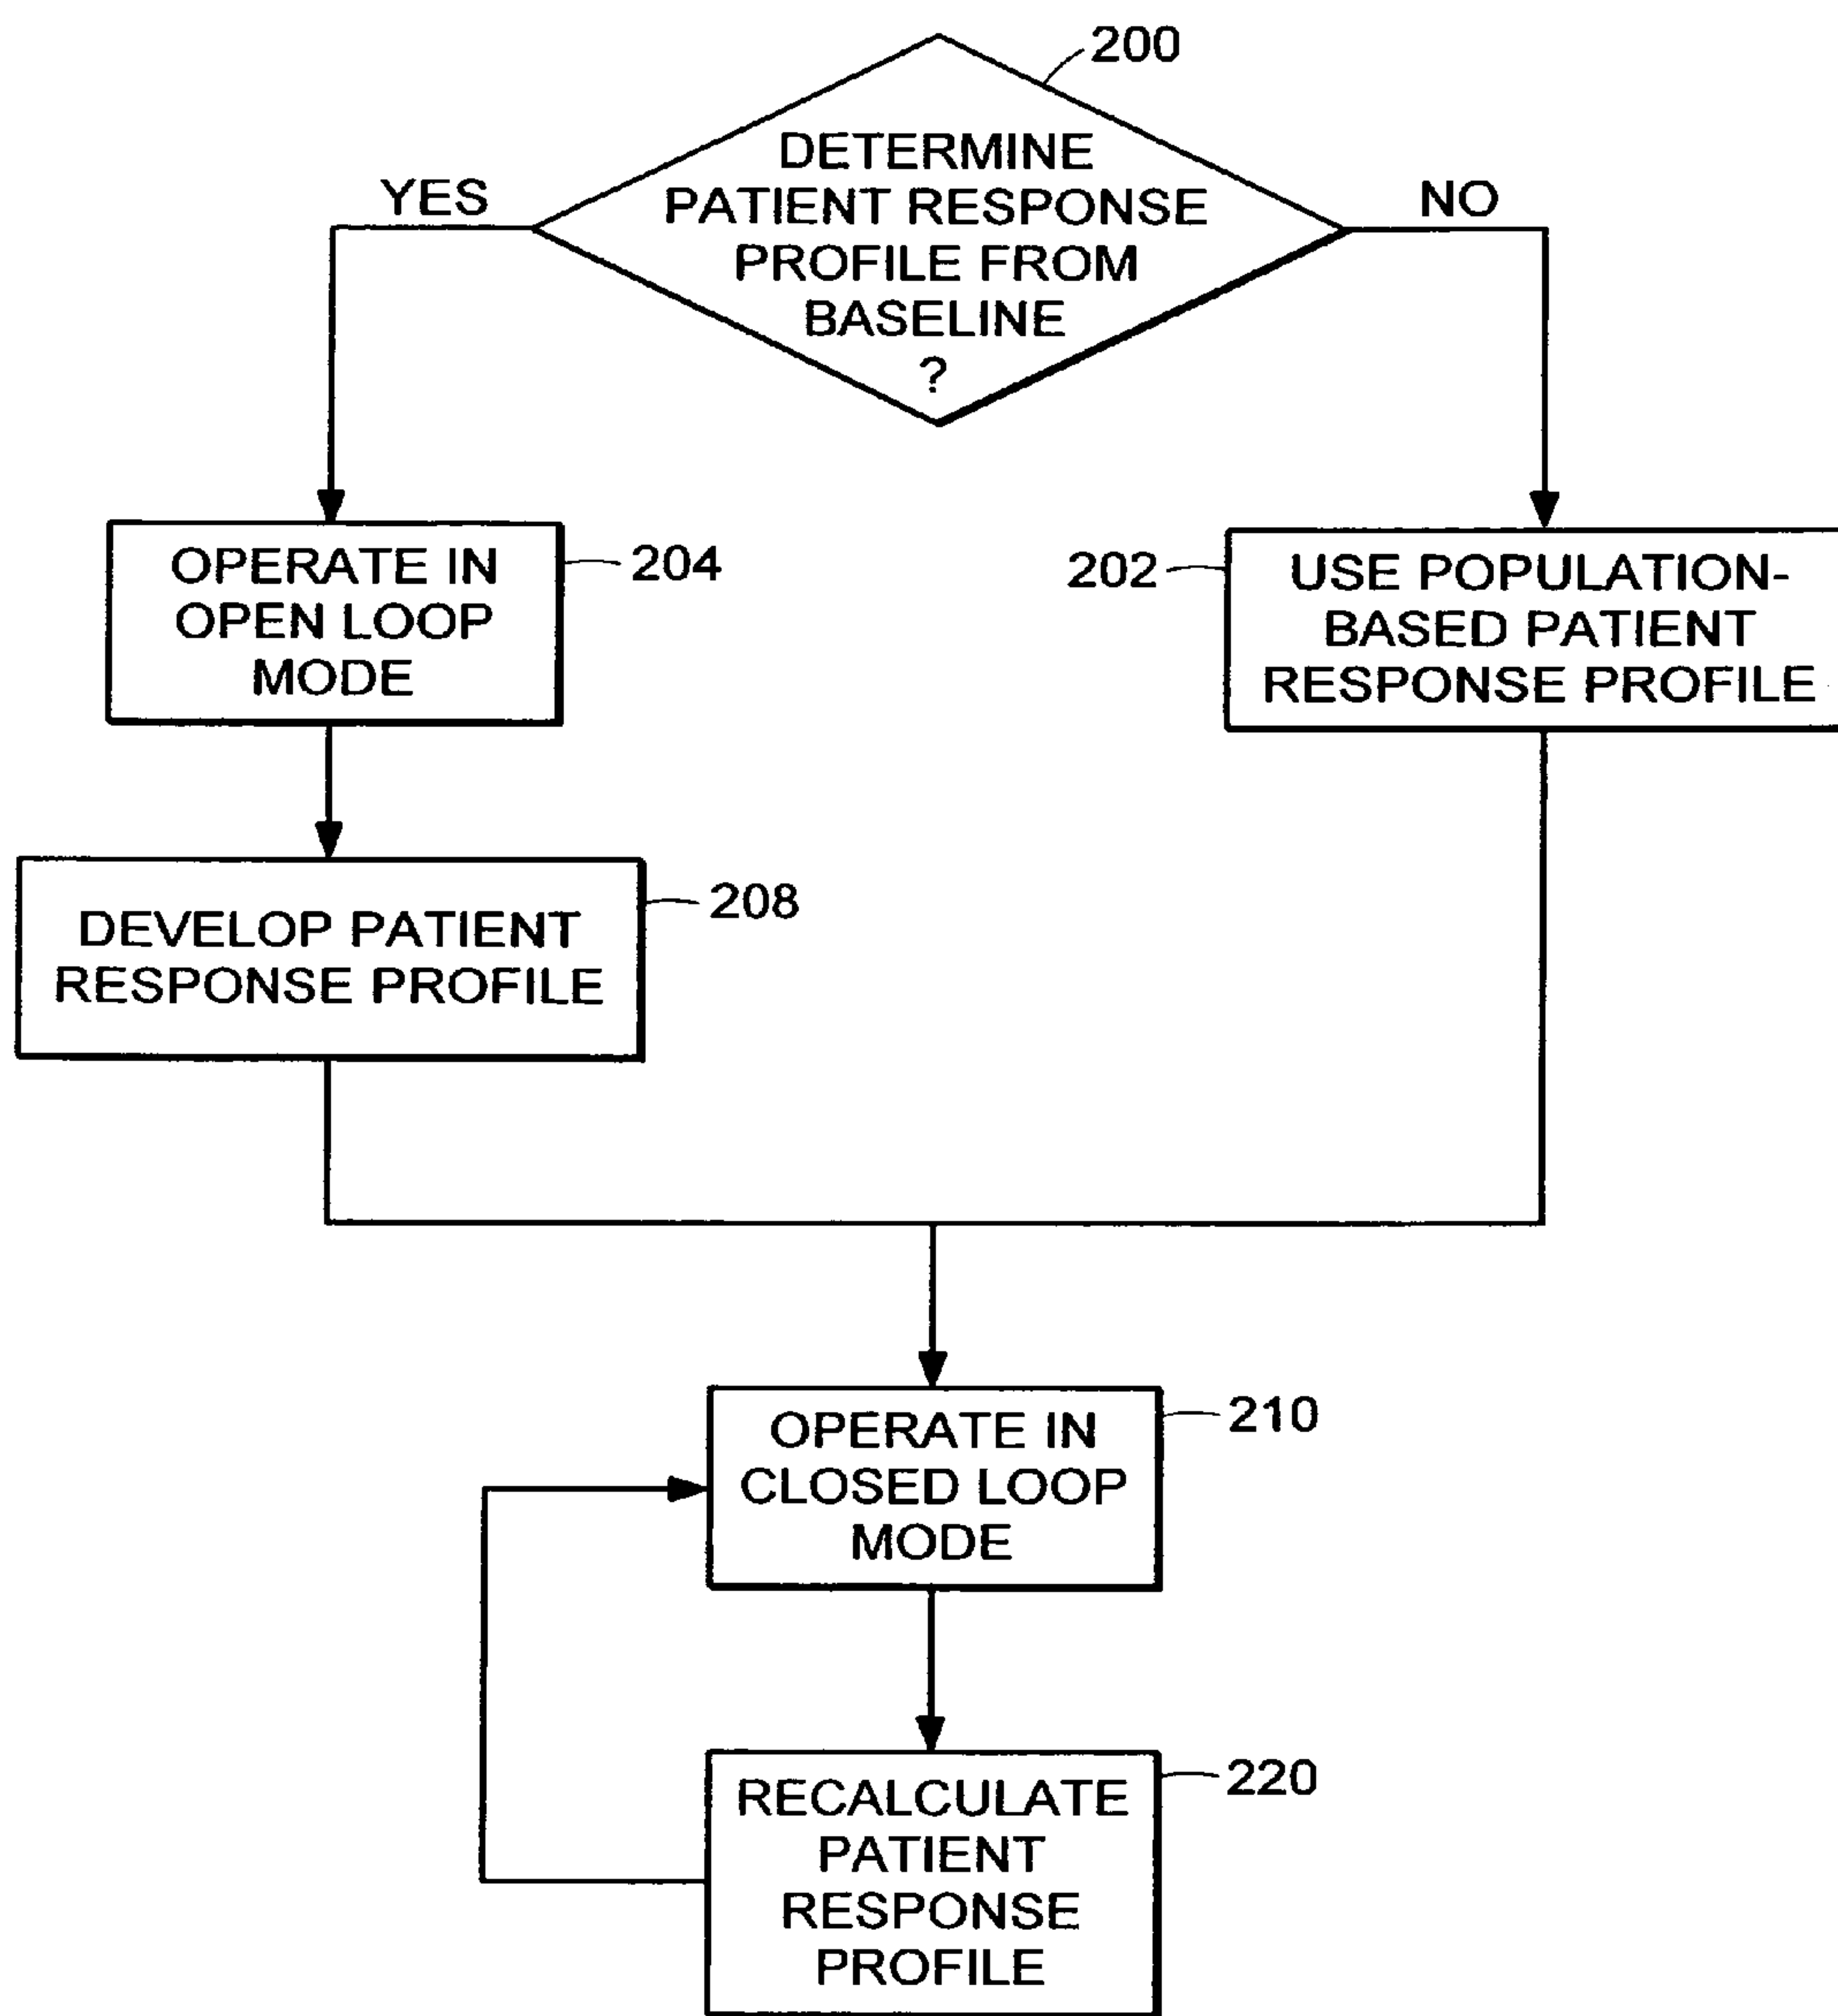 200
DETERMINE
PATIENT RESPONSE
PROFILE FROM
BASELINE
?
YES
NO
OPERATE IN
OPEN LOOP
MODE
204
202
USE POPULATION-
BASED PATIENT
RESPONSE PROFILE
DEVELOP PATIENT
RESPONSE PROFILE
208
OPERATE IN
CLOSED LOOP
MODE
210
RECALCULATE
PATIENT
RESPONSE
PROFILE
220